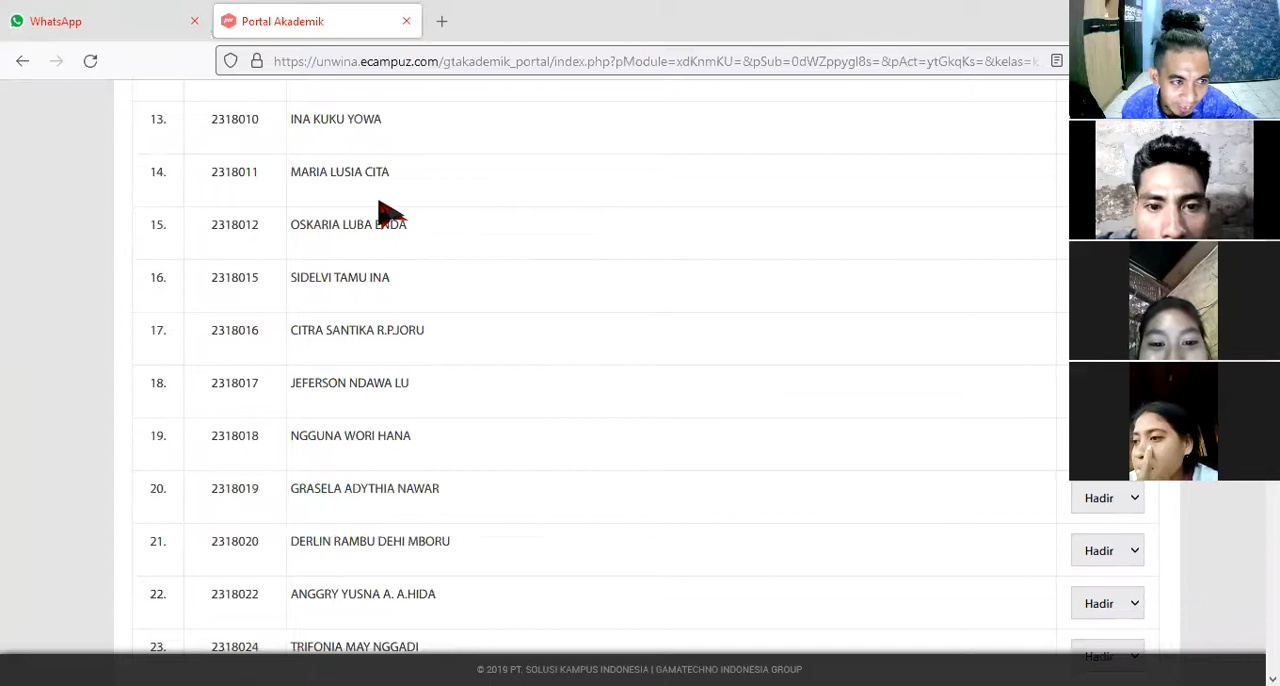 WhatsApp
Portal Akademik
https://unwindecampuz.com/gtakademik_portal/index.php?pModule=xdKnmKU=&pSub=0dWZppygl8s=&pAct=ytGkqKs=&kelas=k
13. 2318010 INA KUKU YOWA
14. 2318011 MARIA LUSIA CITA
15. 2318012 OSKARIA LUBA ENDA
16. 2318015 SIDELVI TAMU INA
17. 2318016 CITRA SANTIKA R.P.JORU
18. 2318017 JEFERSON NDAWA LU
19. 2318018 NGGUNA WORI HANA
20. 2318019 GRASELA ADYTHIA NAWAR Hadir
21. 2318020 DERLIN RAMBU DEHI MBORU Hadir
22. 2318022 ANGGRY YUSNA A. A.HIDA Hadir
23. 2318024 TRIFONIA MAY NGGADI Hadir
© 2019 PT. SOLUSI KAMPUS INDONESIA | GAMATECHNO INDONESIA GROUP